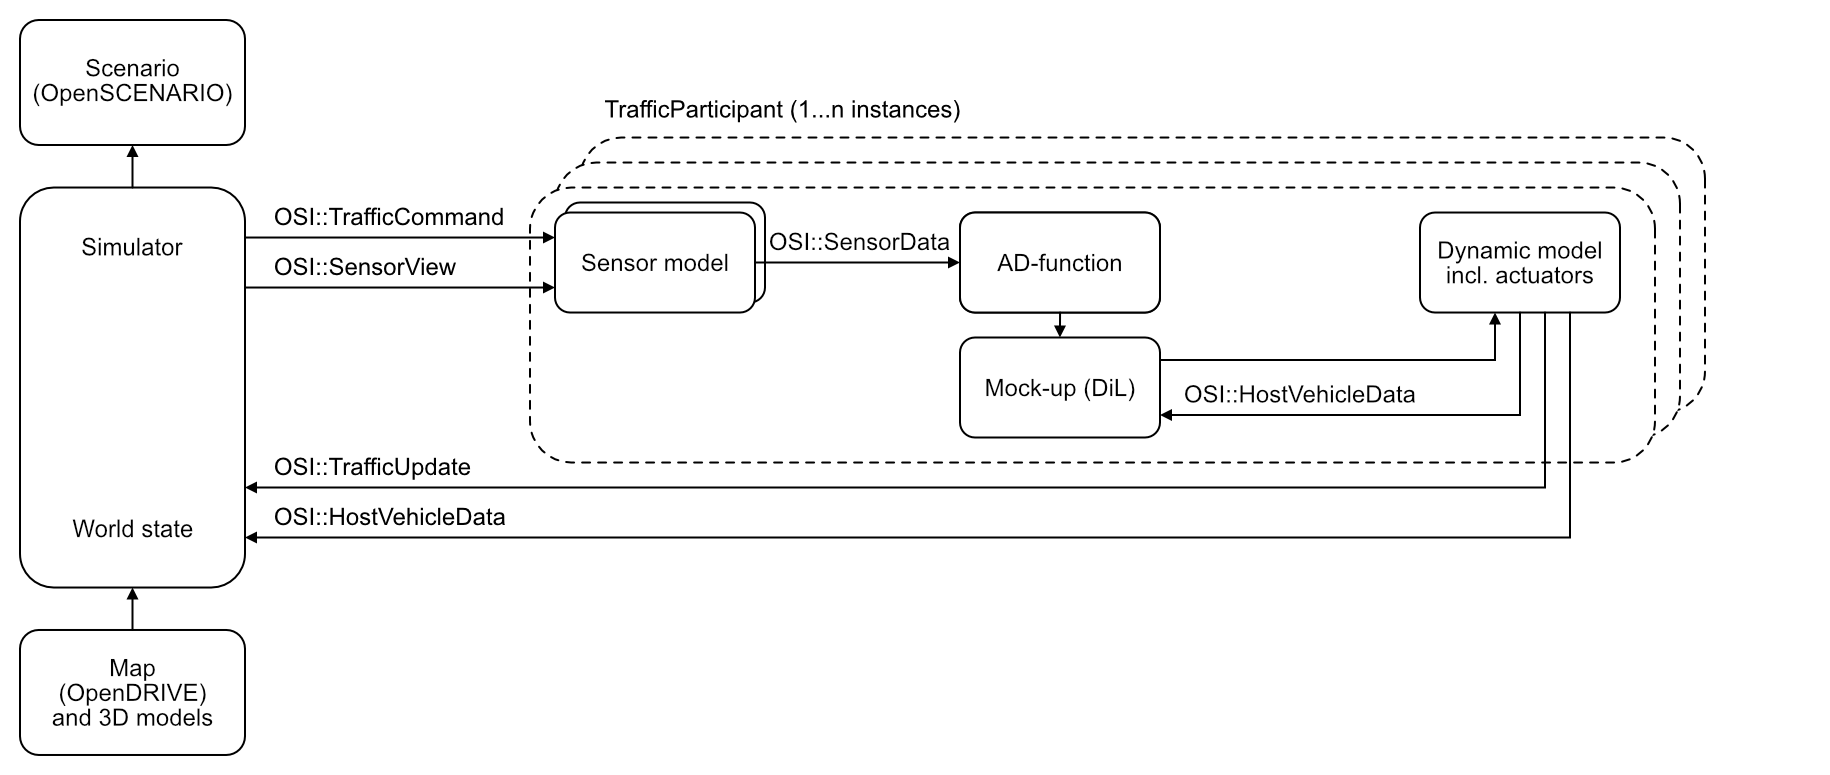 Scenario
(OpenSCENARIO)
TrafficParticipant (1...n instances)
OSI::TrafficCommand
Simulator
OSI::SensorView
Sensor model
OSI::SensorData
AD-function
Dynamic model
incl. actuators
Mock-up (DiL)
OSI::HostVehicleData
OSI::TrafficUpdate
OSI::HostVehicleData
World state
Map
(OpenDRIVE)
and 3D models